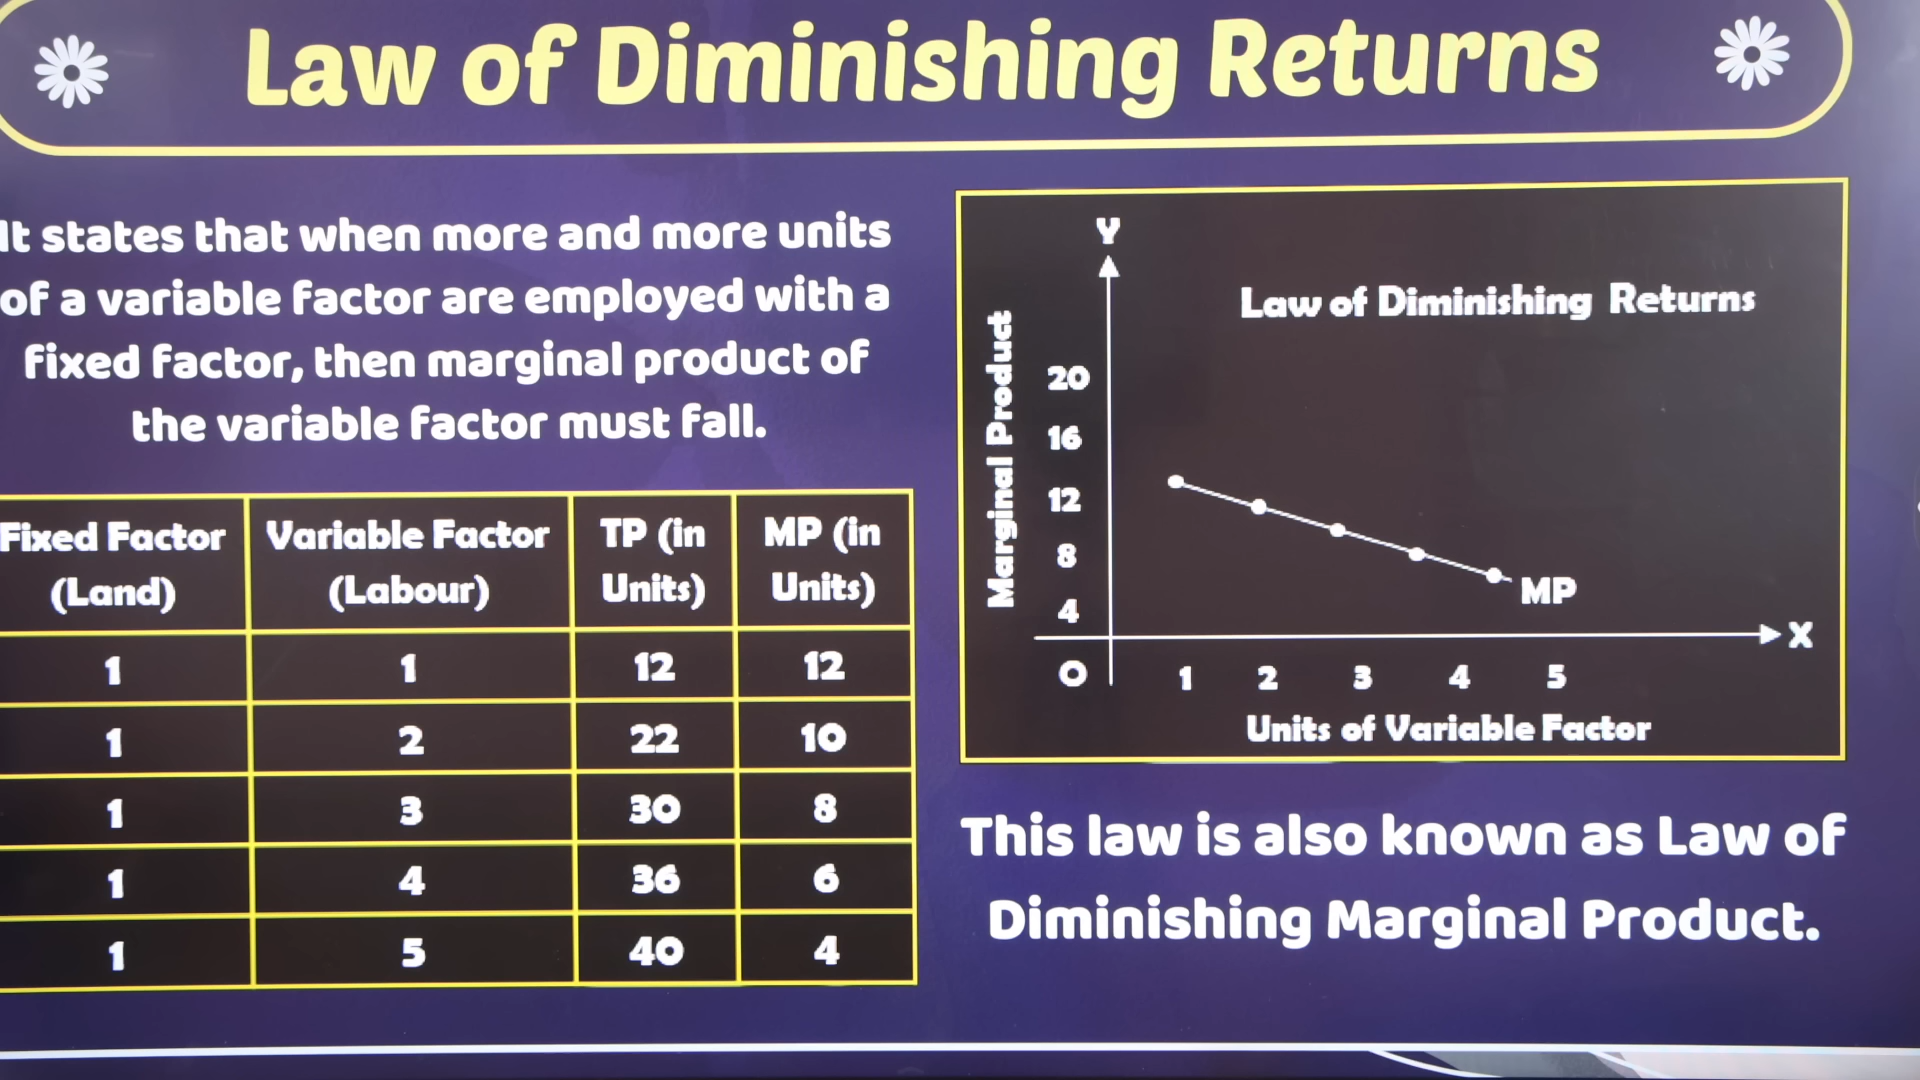 Law of Diminishing Returns
It states that when more and more units
of a variable factor are employed with a
fixed factor, then marginal product of
the variable factor must fall.
Fixed Factor (Land) Variable Factor (Labour) TP (in Units) MP (in Units)
1 1 12 12
1 2 22 10
1 3 30 8
1 4 36 6
1 5 40 4
Y
Law of Diminishing Returns
Marginal Product
20
16
12
8
4
MP
X
O 1 2 3 4 5
Units of Variable Factor
This law is also known as Law of
Diminishing Marginal Product.